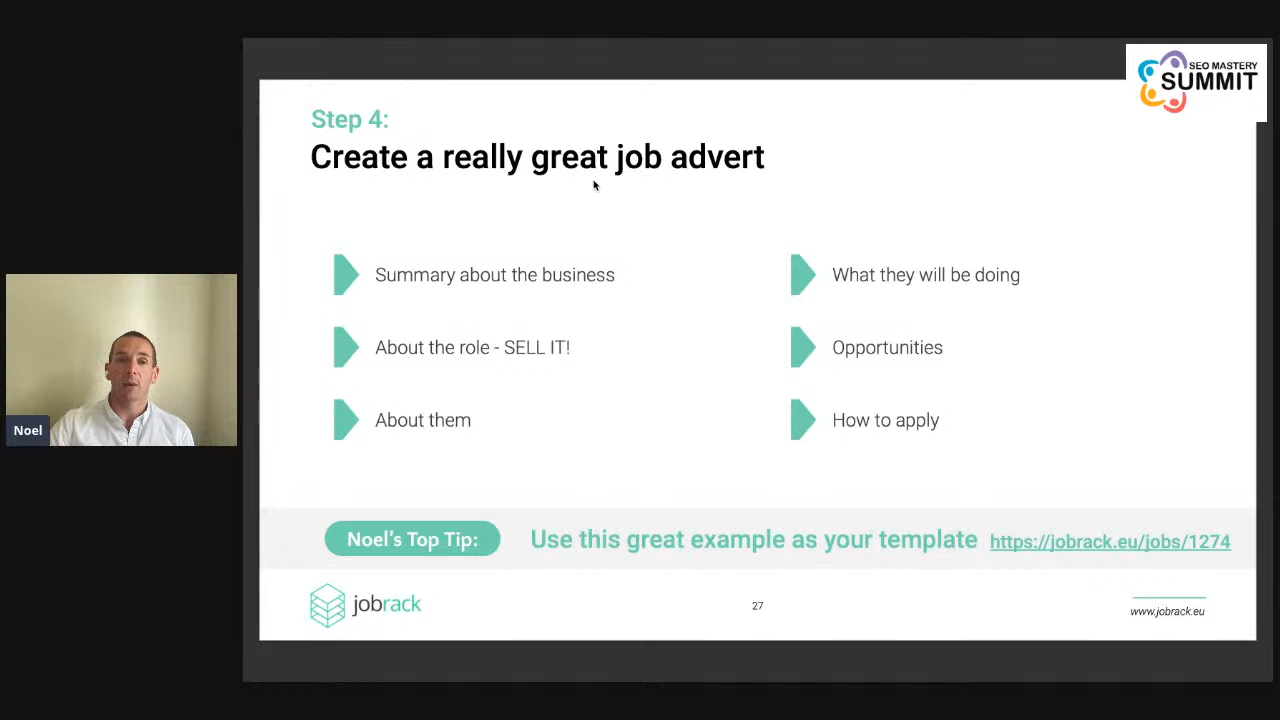 SEO MASTERY
SUMMIT
Step 4:
Create a really great job advert
Summary about the business
What they will be doing
About the role - SELL IT!
Opportunities
About them
How to apply
Noel
Noel's Top Tip:
Use this great example as your template https://jobrack.eu/jobs/1274
jobrack
27
www.jobrack.eu